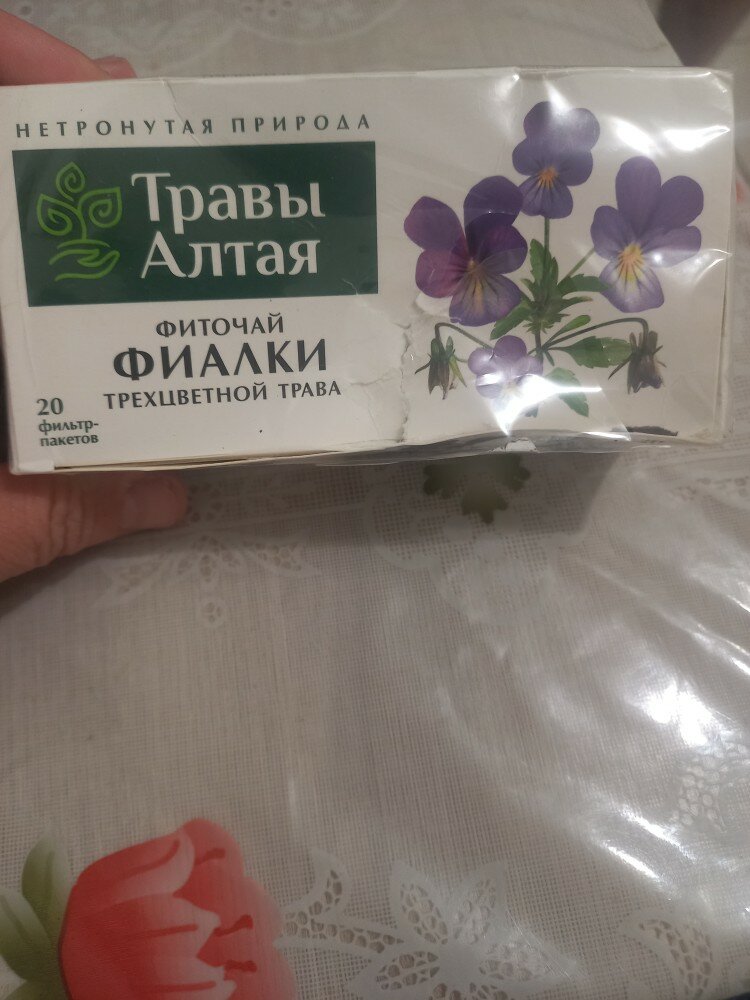 НЕТРОНУТАЯ ПРИРОДА
Травы
Алтая
ФИТОЧАЙ
ФИАЛКИ
ТРЕХЦВЕТНОЙ ТРАВА
20
фильтр-
пакетов